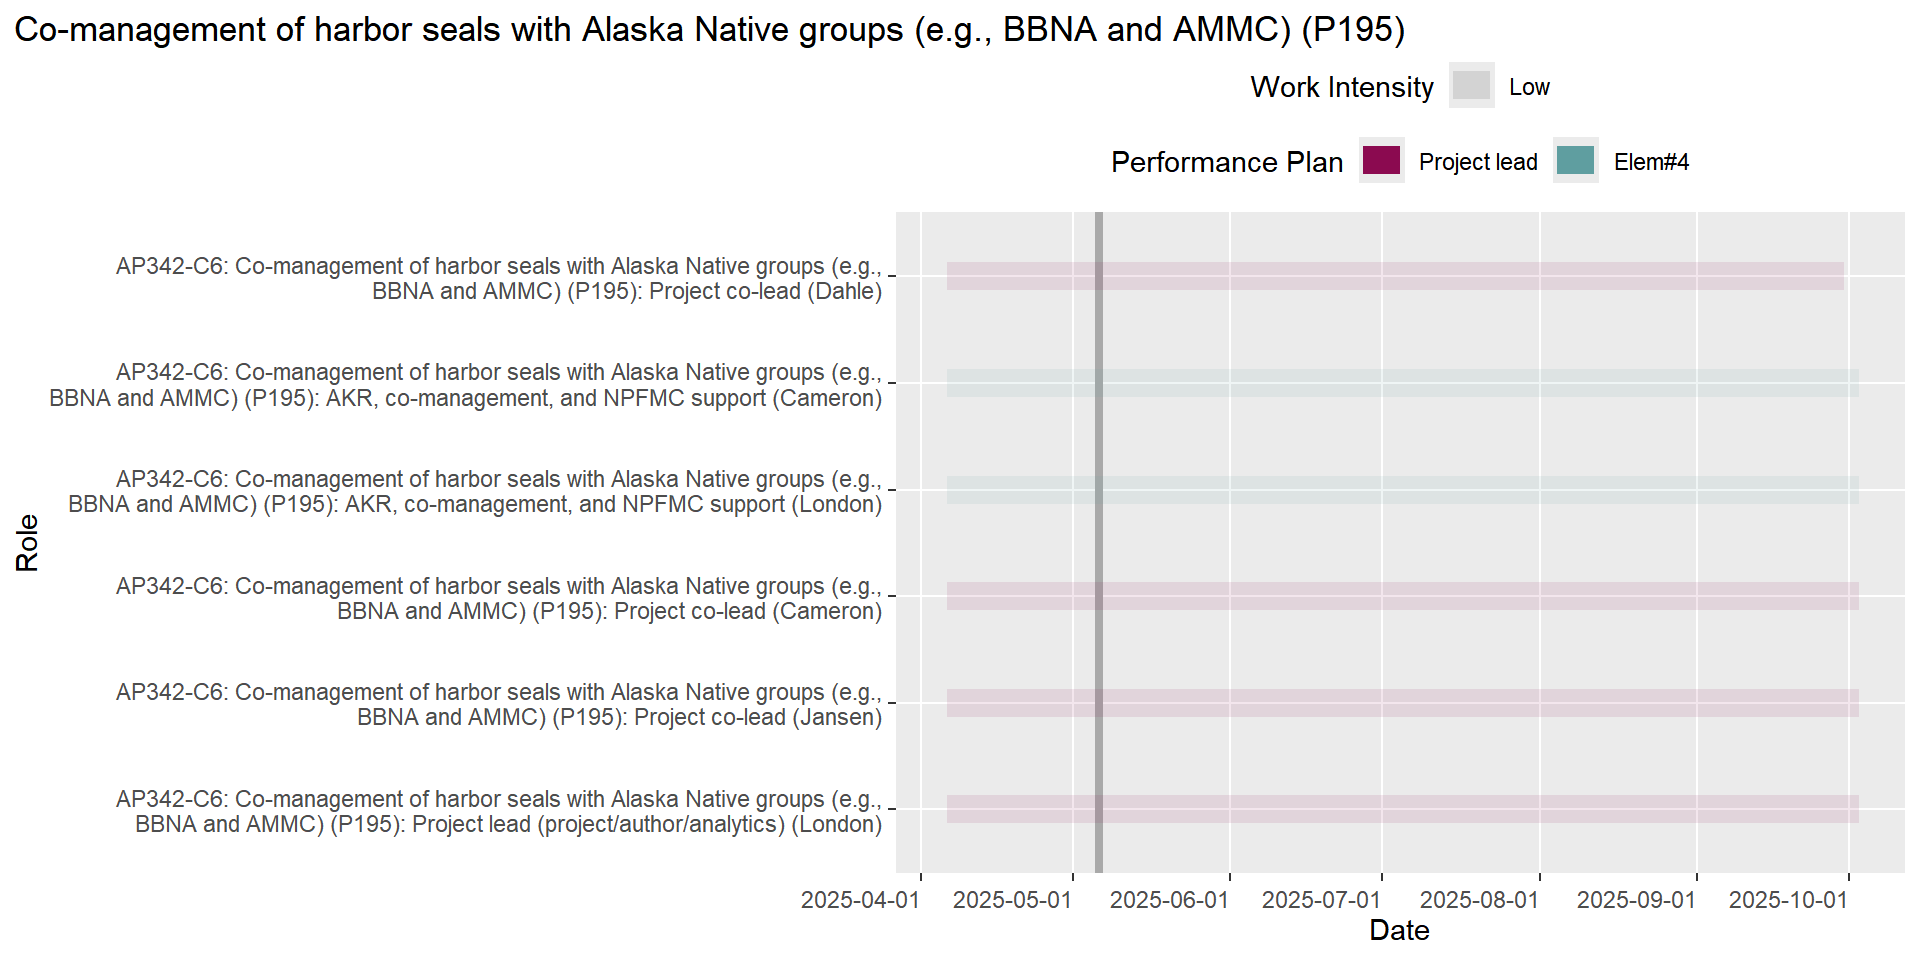 Co-management of harbor seals with Alaska Native groups (e.g., BBNA and AMMC) (P195)
Work Intensity Low
Performance Plan Project lead Elem#4
AP342-C6: Co-management of harbor seals with Alaska Native groups (e.g.,
BBNA and AMMC) (P195): Project co-lead (Dahle)
AP342-C6: Co-management of harbor seals with Alaska Native groups (e.g.,
BBNA and AMMC) (P195): AKR, co-management, and NPFMC support (Cameron)
AP342-C6: Co-management of harbor seals with Alaska Native groups (e.g.,
BBNA and AMMC) (P195): AKR, co-management, and NPFMC support (London)
AP342-C6: Co-management of harbor seals with Alaska Native groups (e.g.,
BBNA and AMMC) (P195): Project co-lead (Cameron)
AP342-C6: Co-management of harbor seals with Alaska Native groups (e.g.,
BBNA and AMMC) (P195): Project co-lead (Jansen)
AP342-C6: Co-management of harbor seals with Alaska Native groups (e.g.,
BBNA and AMMC) (P195): Project lead (project/author/analytics) (London)
Role
2025-04-01 2025-05-01 2025-06-01 2025-07-01 2025-08-01 2025-09-01 2025-10-01
Date